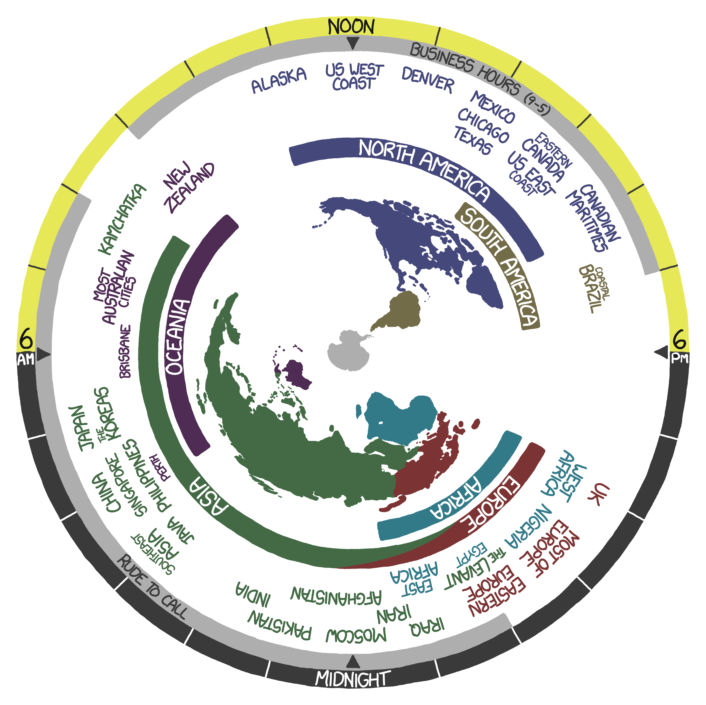 NOON
BUSINESS HOURS (9-5)
ALASKA
US WEST
COAST
DENVER
MEXICO
CHICAGO
TEXAS
EASTERN
CANADA
US EAST
COAST
CANADIAN
MARITIMES
COASTAL
BRAZIL
NEW
ZEALAND
KAMCHATKA
MOST
AUSTRALIAN
CITIES
BRISBANE
NORTH AMERICA
SOUTH AMERICA
OCEANIA
ASIA
AFRICA
EUROPE
6
AM
6
PM
JAPAN
THE
KOREAS
CHINA
SINGAPORE
PHILIPPINES
PERTH
JAVA
SOUTHEAST
ASIA
RUDE TO CALL
INDIA
PAKISTAN
AFGHANISTAN
MOSCOW
IRAN
IRAQ
EAST
AFRICA
EGYPT
THE LEVANT
EASTERN
EUROPE
MOST OF
EUROPE
NIGERIA
WEST
AFRICA
UK
MIDNIGHT